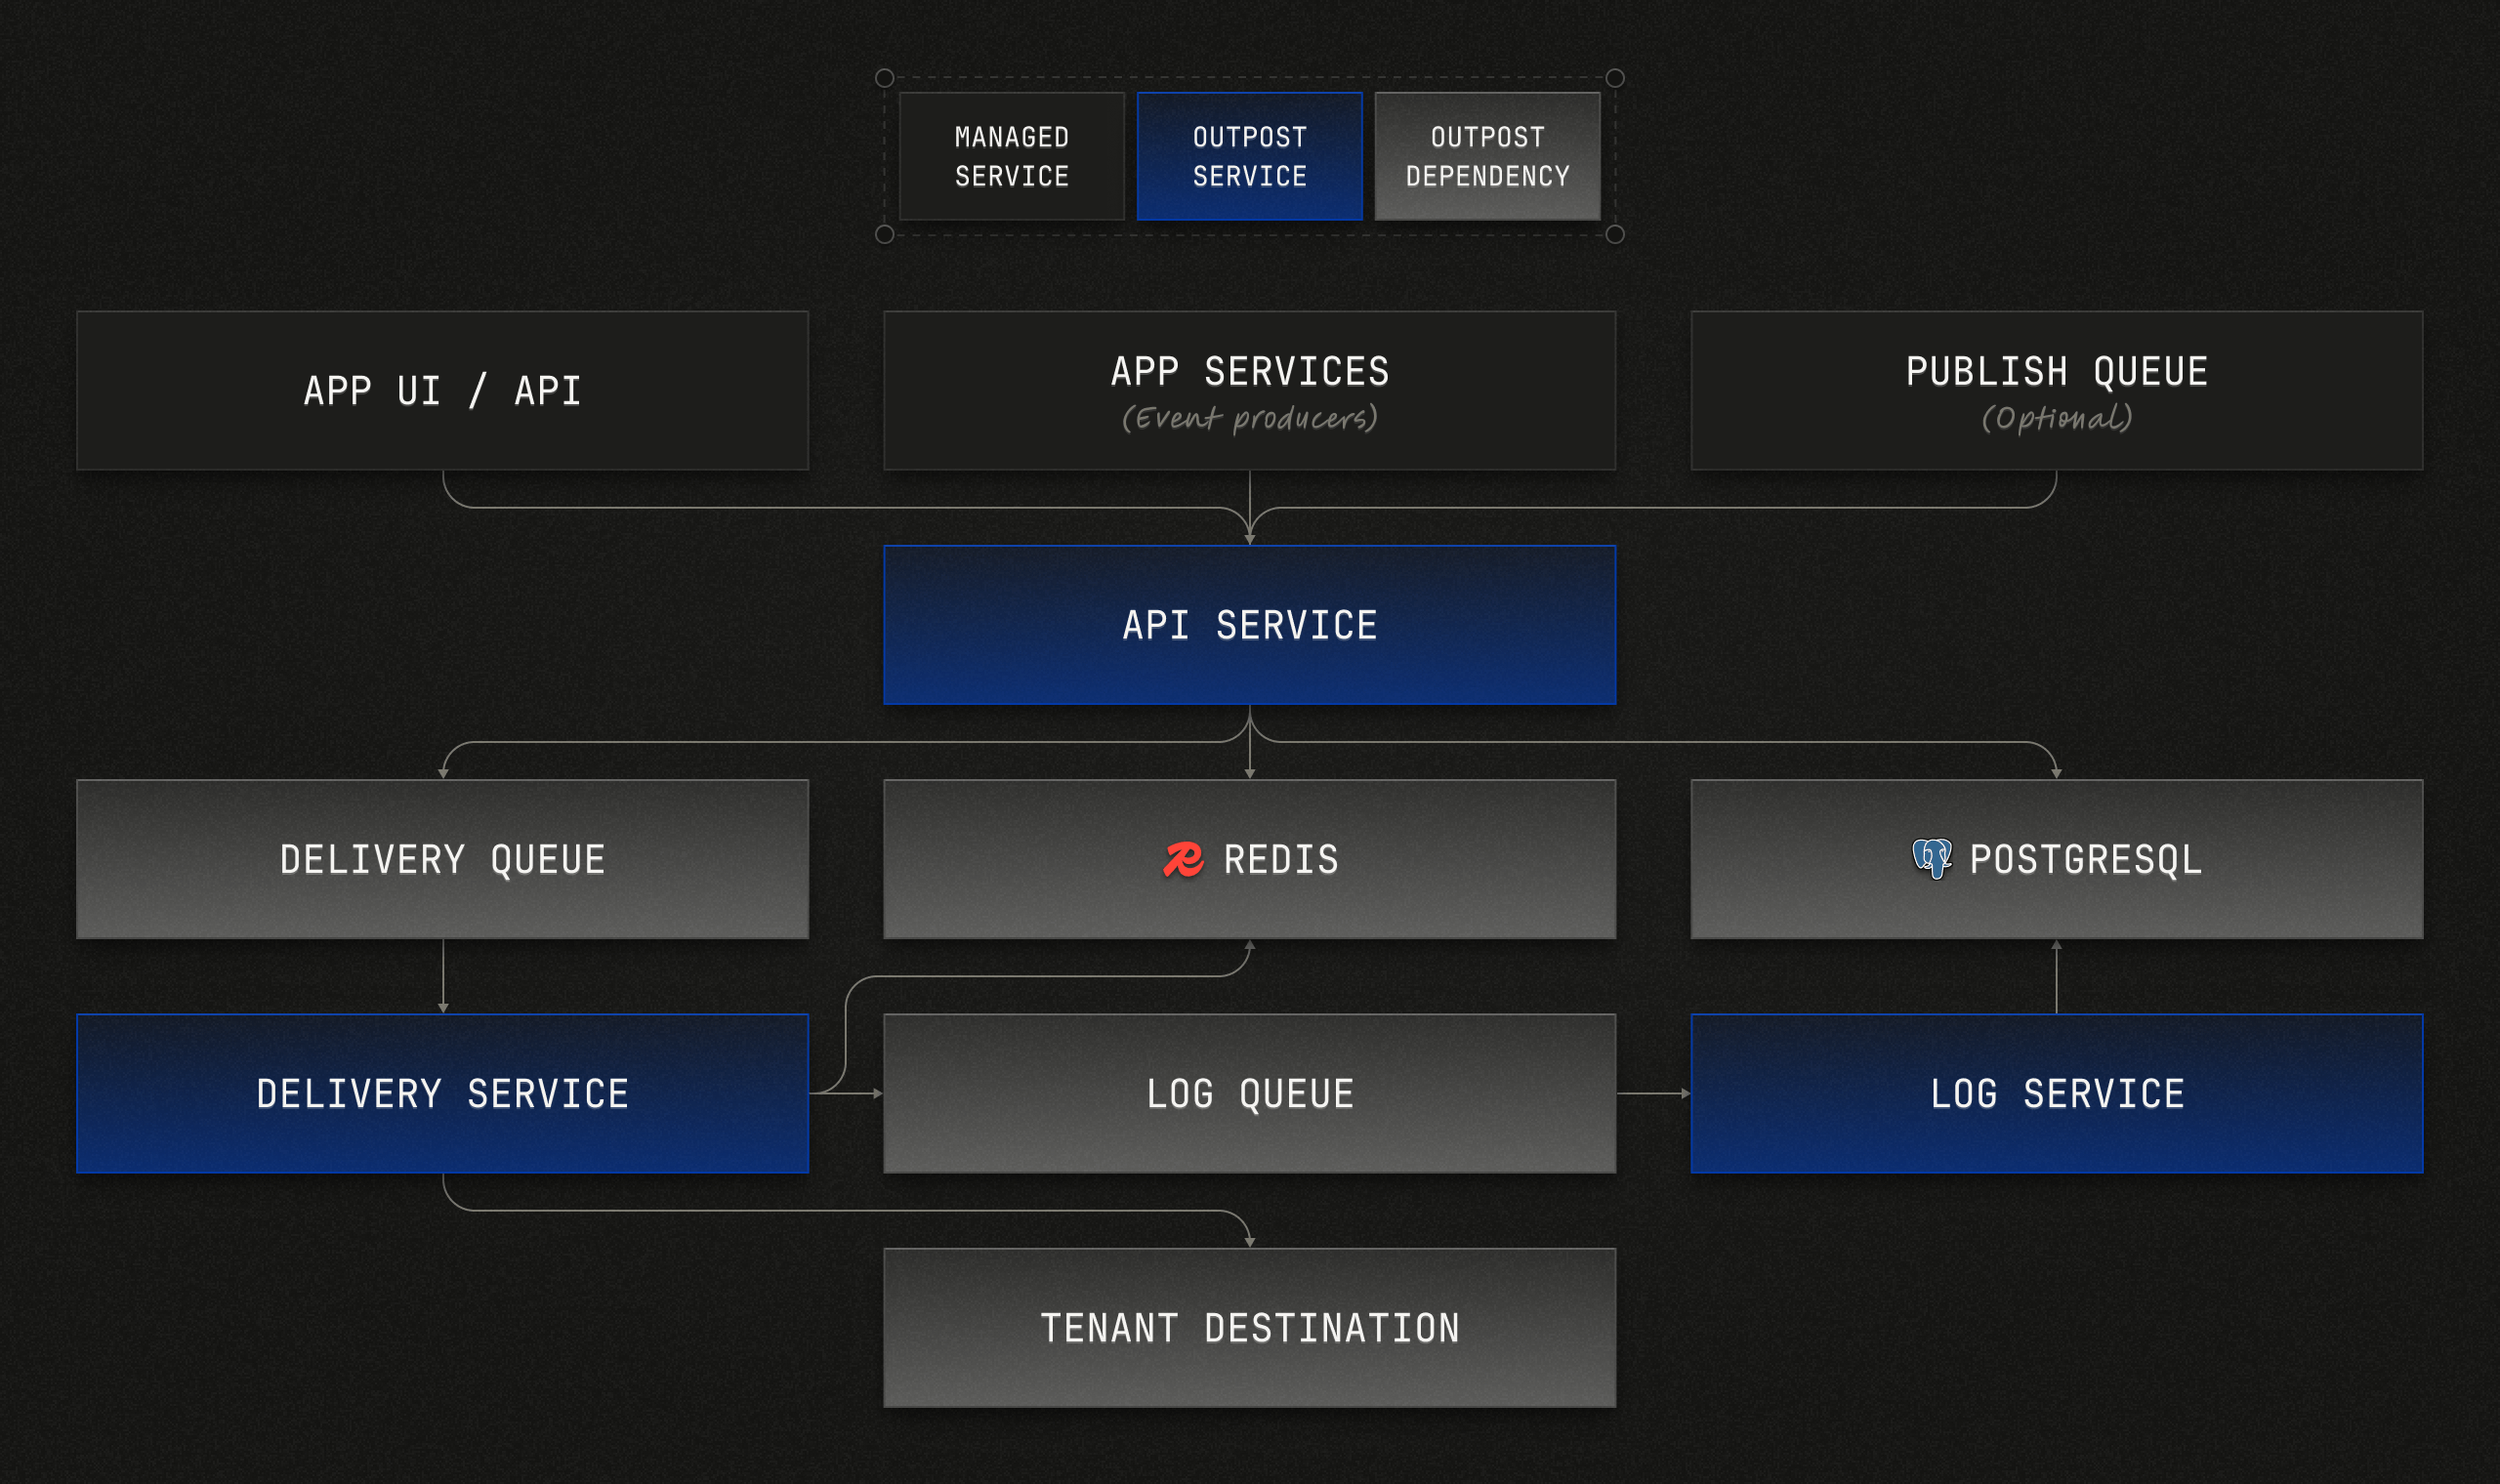 MANAGED
SERVICE
OUTPOST
SERVICE
OUTPOST
DEPENDENCY
APP UI / API
APP SERVICES
(Event producers)
PUBLISH QUEUE
(Optional)
API SERVICE
DELIVERY QUEUE
REDIS
POSTGRESQL
DELIVERY SERVICE
LOG QUEUE
LOG SERVICE
TENANT DESTINATION